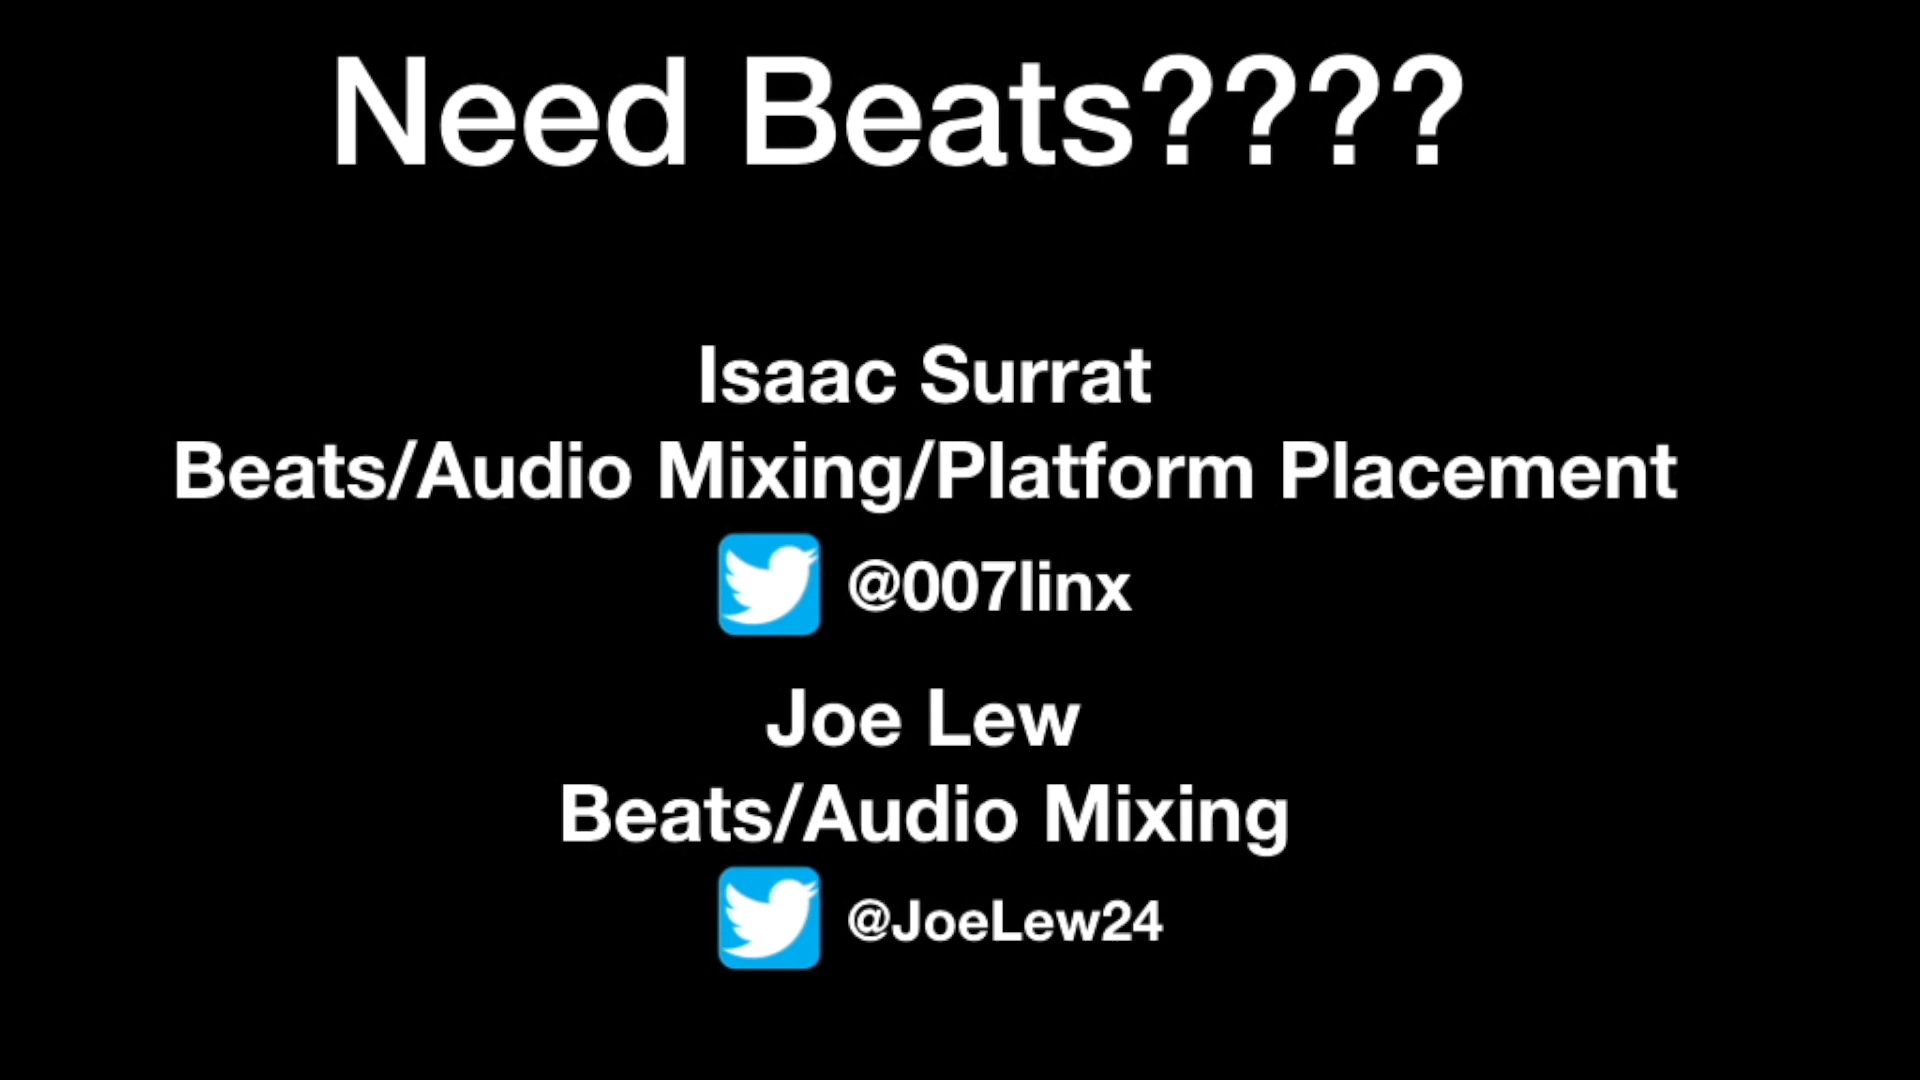 Need Beats????
Isaac Surrat
Beats/Audio Mixing/Platform Placement
@007linx
Joe Lew
Beats/Audio Mixing
@JoeLew24